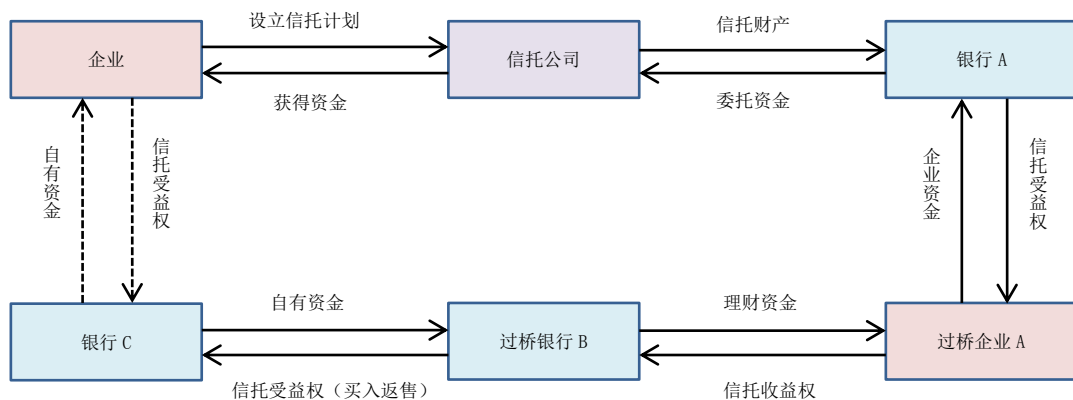 设立信托计划
信托财产
企业
信托公司
银行 A
获得资金
委托资金
自有资金
信托受益权
企业资金
信托受益权
自有资金
理财资金
银行 C
过桥银行 B
过桥企业 A
信托受益权（买入返售）
信托收益权